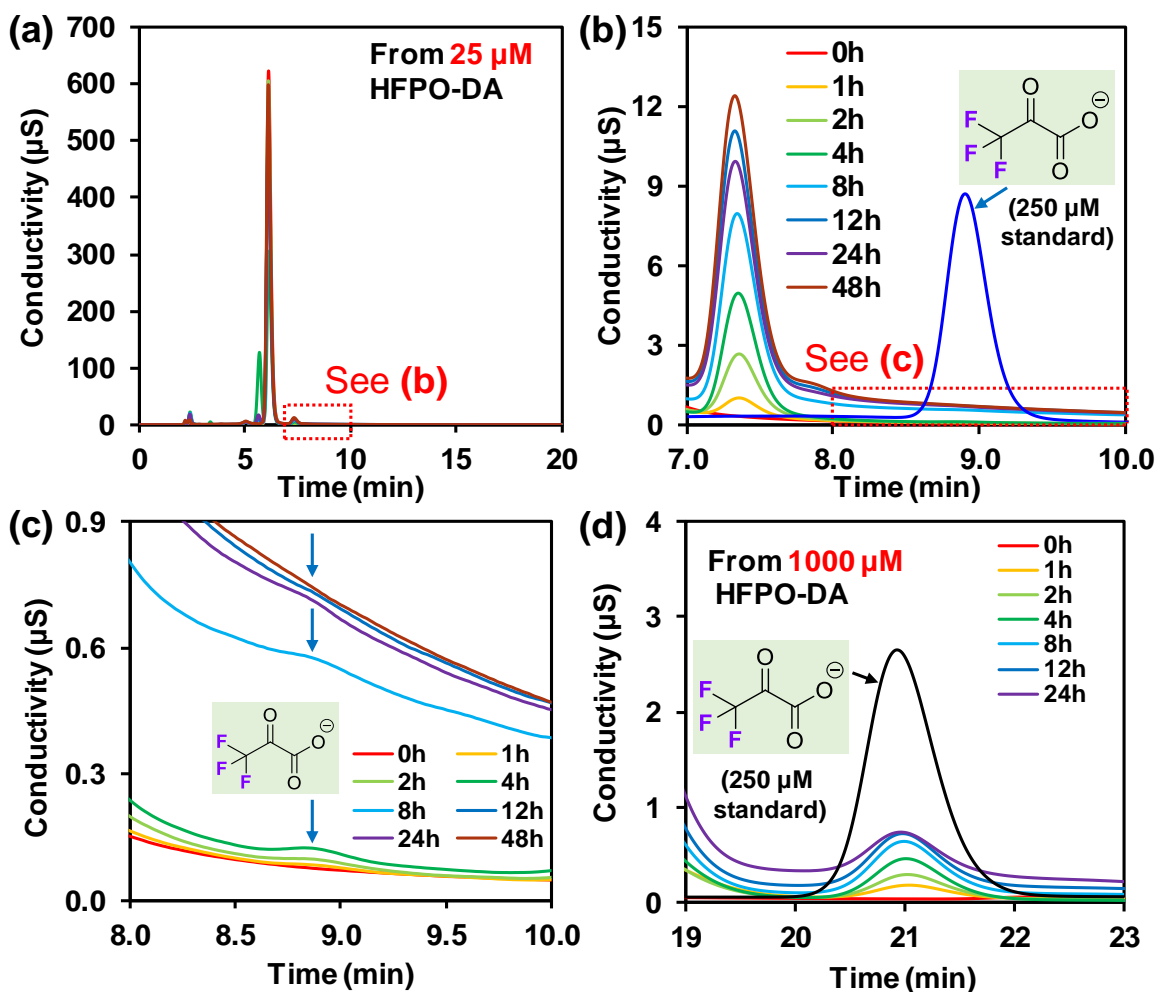 (a)
From 25 µM
HFPO-DA
See (b)
700
600
500
400
300
200
100
0
0 5 10 15 20
Conductivity (µS)
Time (min)
(b)
0h
1h
2h
4h
8h
12h
24h
48h
O
⊖
O
F
F
F
O
(250 µM
standard)
See (c)
15
12
9
6
3
0
7.0 8.0 9.0 10.0
Conductivity (µS)
Time (min)
(c)
O
⊖
O
F
F
F
O
0h 1h
2h 4h
8h 12h
24h 48h
0.9
0.6
0.3
0.0
8.0 8.5 9.0 9.5 10.0
Conductivity (µS)
Time (min)
(d)
From 1000 µM
HFPO-DA
0h
1h
2h
4h
8h
12h
24h
O
⊖
O
F
F
F
O
(250 µM
standard)
4
3
2
1
0
19 20 21 22 23
Conductivity (µS)
Time (min)